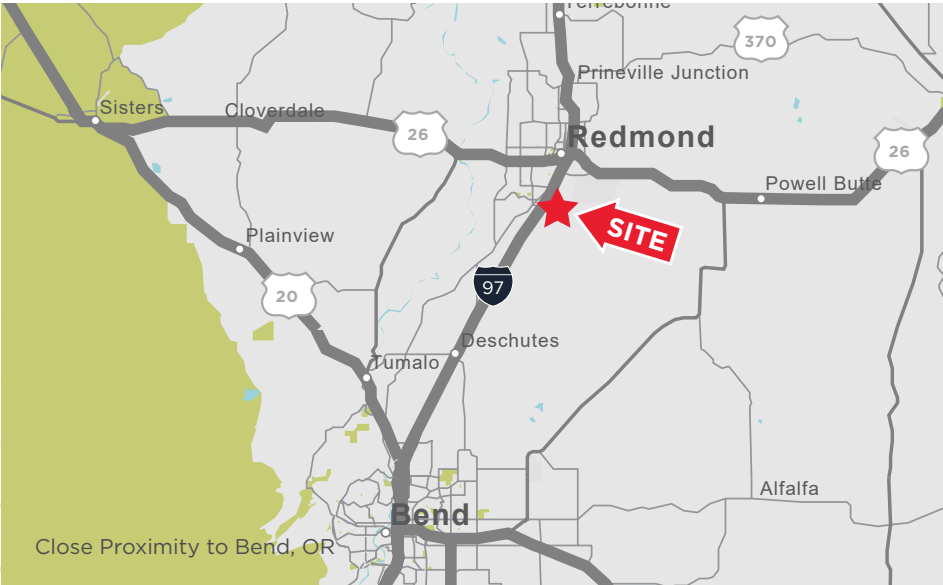 Terrebonne
370
Prineville Junction
Sisters
Cloverdale
26
Redmond
26
Powell Butte
SITE
Plainview
97
20
Deschutes
Tumalo
Alfalfa
Bend
Close Proximity to Bend, OR